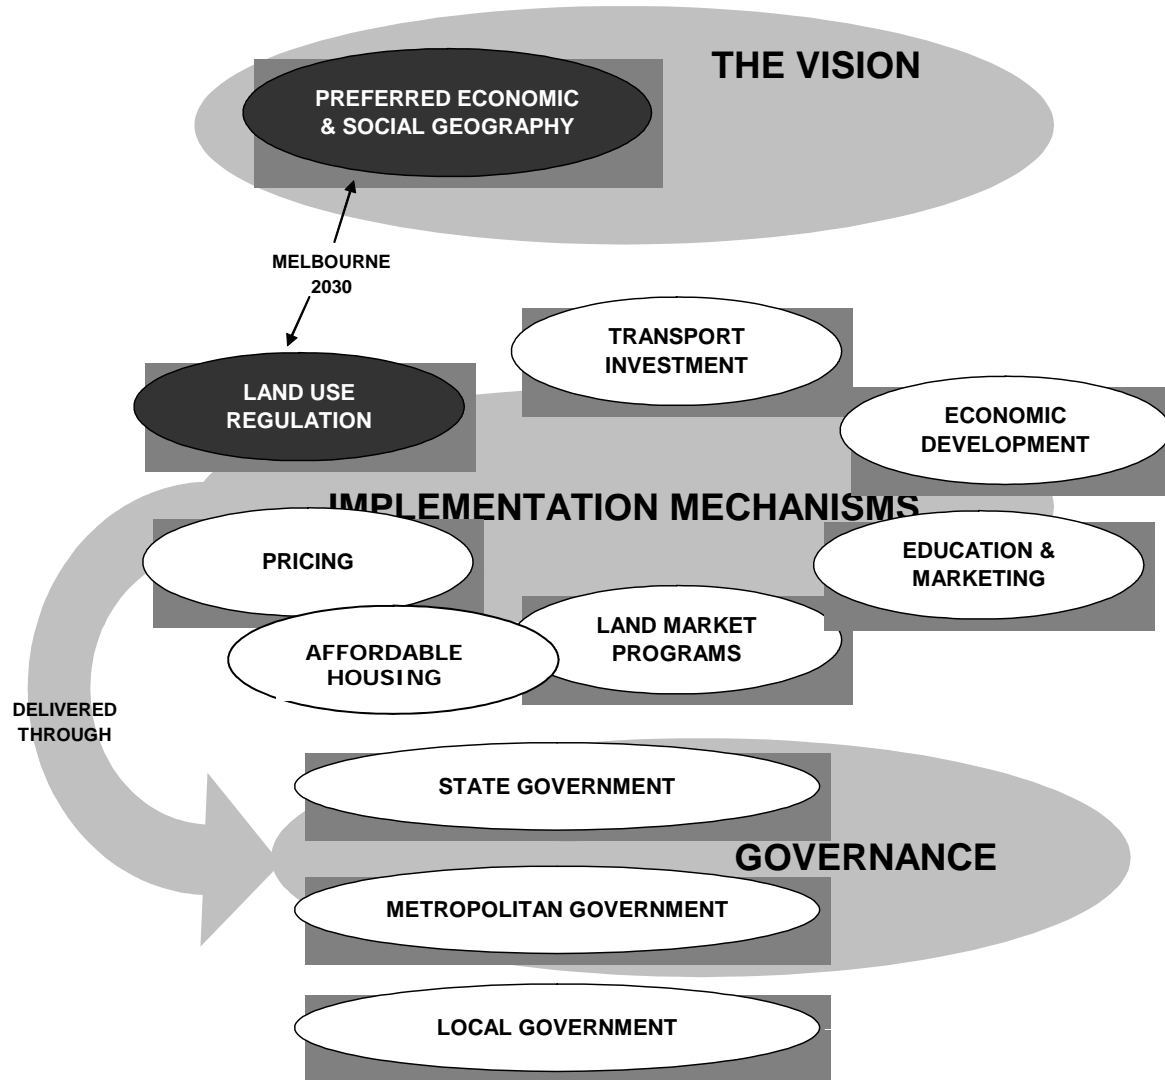 THE VISION
PREFERRED ECONOMIC
& SOCIAL GEOGRAPHY
MELBOURNE
2030
TRANSPORT
INVESTMENT
LAND USE
REGULATION
ECONOMIC
DEVELOPMENT
IMPLEMENTATION MECHANISMS
PRICING
EDUCATION &
MARKETING
AFFORDABLE
HOUSING
LAND MARKET
PROGRAMS
DELIVERED
THROUGH
STATE GOVERNMENT
GOVERNANCE
METROPOLITAN GOVERNMENT
LOCAL GOVERNMENT